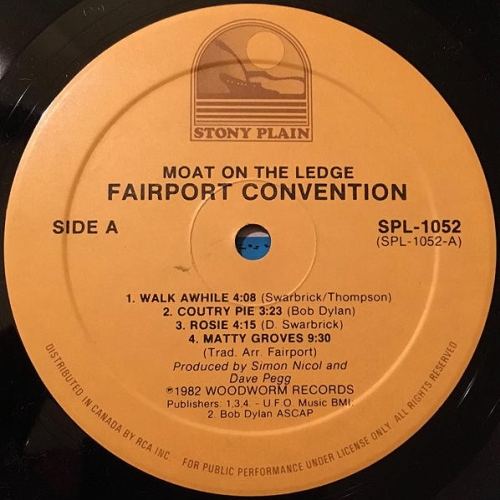 STONY PLAIN
MOAT ON THE LEDGE
FAIRPORT CONVENTION
SIDE A
SPL-1052
(SPL-1052-A)
1. WALK AWHILE 4:08 (Swarbrick/Thompson)
2. COUTRY PIE 3:23 (Bob Dylan)
3. ROSIE 4:15 (D. Swarbrick)
4. MATTY GROVES 9:30
(Trad. Arr. Fairport)
Produced by Simon Nicol and
Dave Pegg
℗1982 WOODWORM RECORDS
Publishers: 1.3.4. - U.F.O. Music BMI.
2. Bob Dylan ASCAP
DISTRIBUTED IN CANADA BY RCA INC. FOR PUBLIC PERFORMANCE UNDER LICENSE ONLY. ALL RIGHTS RESERVED